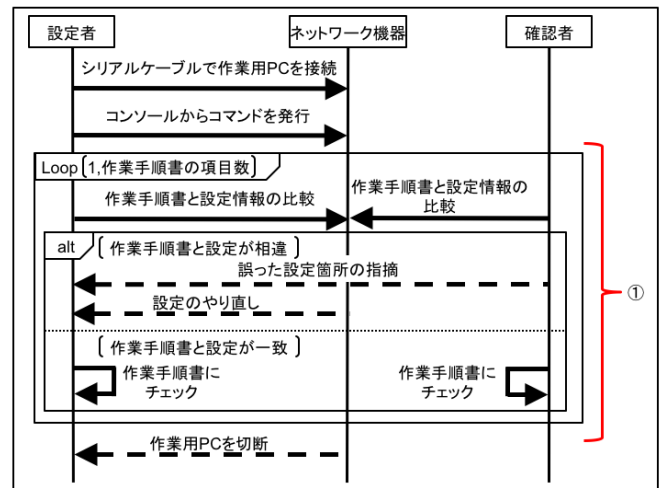 設定者
ネットワーク機器
確認者
シリアルケーブルで作業用PCを接続
コンソールからコマンドを発行
Loop〔1,作業手順書の項目数〕
作業手順書と設定情報の比較
作業手順書と設定情報の
比較
alt
〔作業手順書と設定が相違〕
誤った設定箇所の指摘
設定のやり直し
〔作業手順書と設定が一致〕
作業手順書に
チェック
作業手順書に
チェック
作業用PCを切断
①